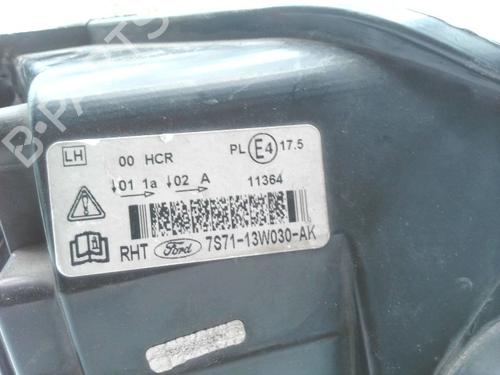 B-PARTS
LH 00 HCR PL E4 17.5
01 1a 02 A 11364
RHT Ford 7S71-13W030-AK